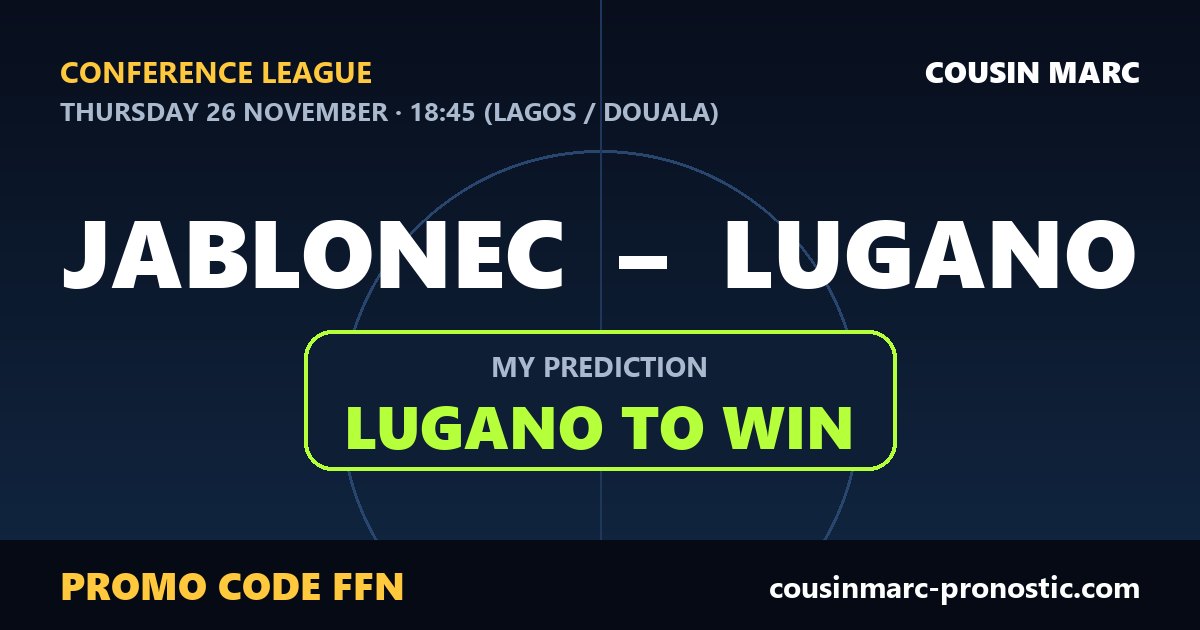 CONFERENCE LEAGUE
COUSIN MARC
THURSDAY 26 NOVEMBER · 18:45 (LAGOS / DOUALA)
JABLONEC – LUGANO
MY PREDICTION
LUGANO TO WIN
PROMO CODE FFN
cousinmarc-pronostic.com